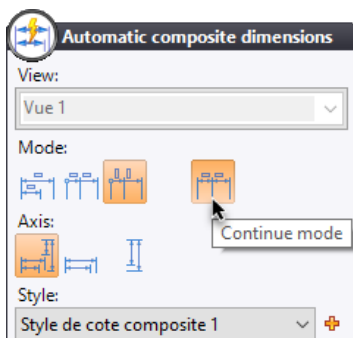 Automatic composite dimensions
View:
Vue 1
Mode:
Continue mode
Axis:
Style:
Style de cote composite 1